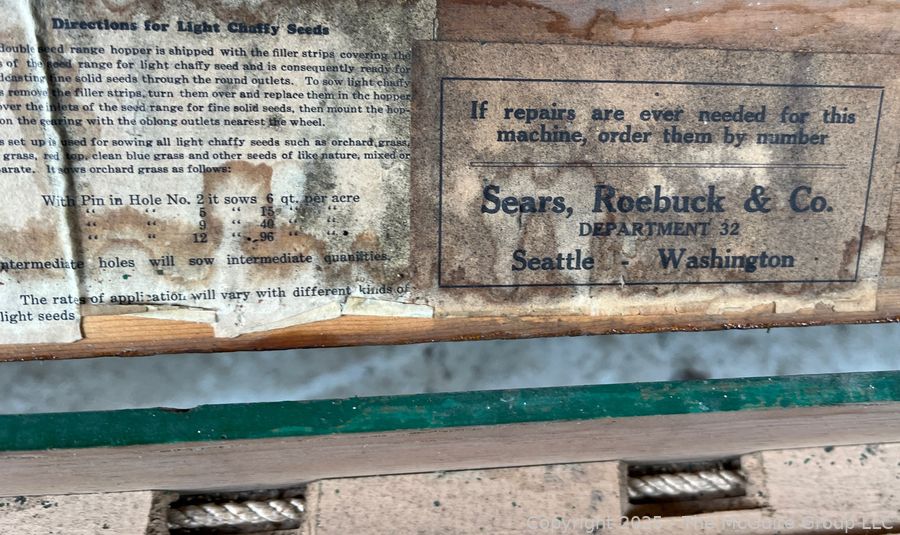 Directions for Light Chaffy Seeds
double seed range hopper is shipped with the filler strips covering the
s of the seed range for light chaffy seed and is consequently ready for
dcasting fine solid seeds through the round outlets. To sow light chaffy
s remove the filler strips, turn them over and replace them in the hopper
over the inlets of the seed range for fine solid seeds, then mount the hop-
on the gearing with the oblong outlets nearest the wheel.
s set up is used for sowing all light chaffy seeds such as orchard grass,
grass, red top, clean blue grass and other seeds of like nature, mixed or
parate. It sows orchard grass as follows:
With Pin in Hole No. 2 it sows 6 qt. per acre
“ “ 5 “ 15 “ “
“ “ 9 “ 40 “ “
“ “ 12 “ 96 “ “
ntermediate holes will sow intermediate quantities.
The rates of application will vary with different kinds of
light seeds
If repairs are ever needed for this
machine, order them by number
Sears, Roebuck & Co.
DEPARTMENT 32
Seattle - Washington
Copyright 2025 - The McGuire Group LLC